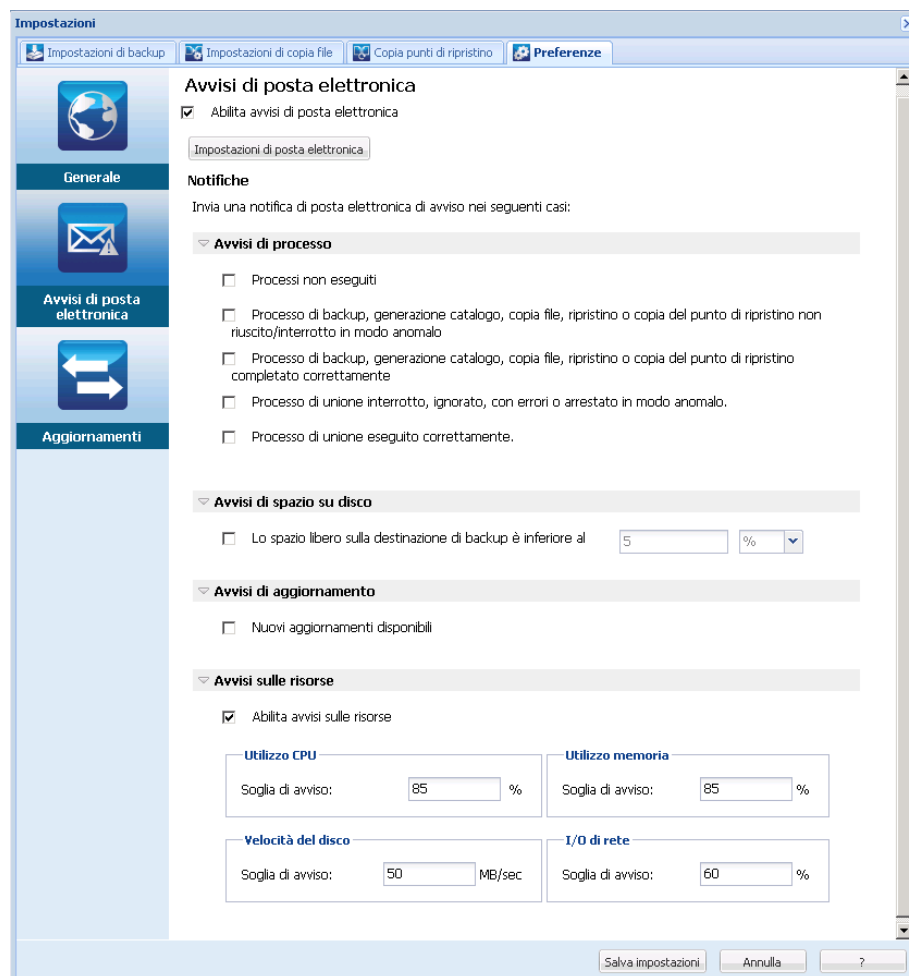 Impostazioni
Impostazioni di backup
Impostazioni di copia file
Copia punti di ripristino
Preferenze
Generale
Avvisi di posta
elettronica
Aggiornamenti
Avvisi di posta elettronica
Abilita avvisi di posta elettronica
Impostazioni di posta elettronica
Notifiche
Invia una notifica di posta elettronica di avviso nei seguenti casi:
Avvisi di processo
Processi non eseguiti
Processo di backup, generazione catalogo, copia file, ripristino o copia del punto di ripristino non
riuscito/interrotto in modo anomalo
Processo di backup, generazione catalogo, copia file, ripristino o copia del punto di ripristino
completato correttamente
Processo di unione interrotto, ignorato, con errori o arrestato in modo anomalo.
Processo di unione eseguito correttamente.
Avvisi di spazio su disco
Lo spazio libero sulla destinazione di backup è inferiore al 5 %
Avvisi di aggiornamento
Nuovi aggiornamenti disponibili
Avvisi sulle risorse
Abilita avvisi sulle risorse
Utilizzo CPU
Soglia di avviso: 85 %
Utilizzo memoria
Soglia di avviso: 85 %
Velocità del disco
Soglia di avviso: 50 MB/sec
I/O di rete
Soglia di avviso: 60 %
Salva impostazioni
Annulla
?